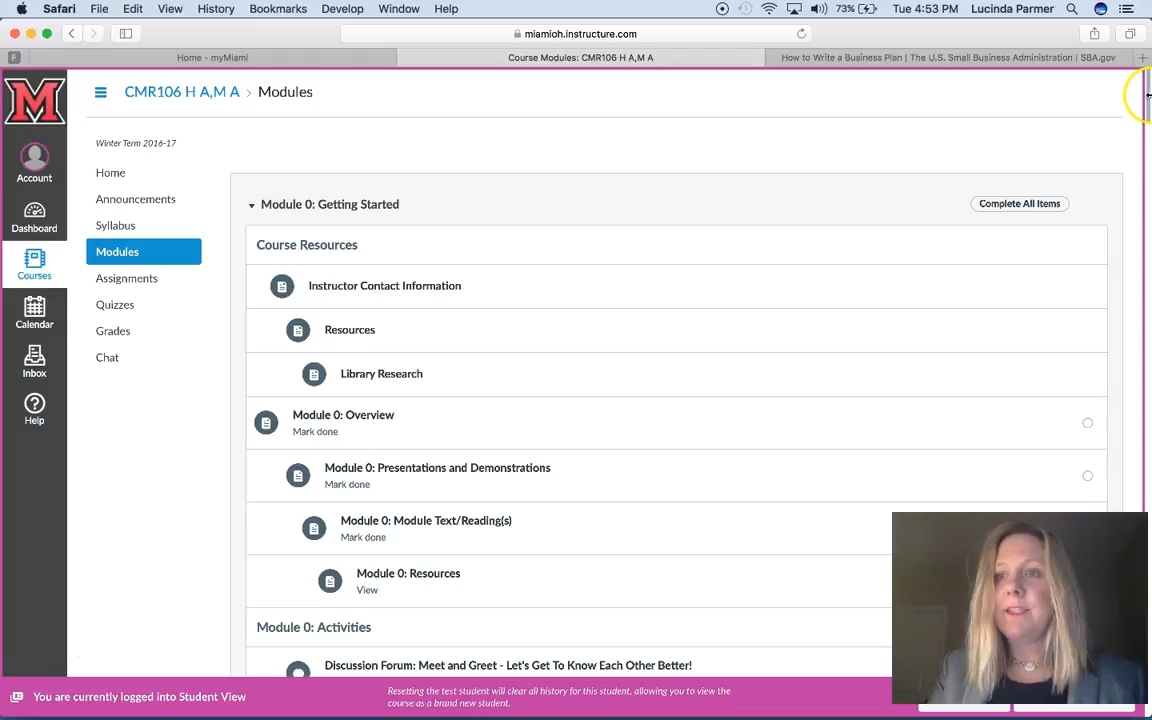 Safari File Edit View History Bookmarks Develop Window Help 73% Tue 4:53 PM Lucinda Parmer
miamioh.instructure.com
F Home - myMiami Course Modules: CMR106 H A,M A How to Write a Business Plan | The U.S. Small Business Administration | SBA.gov
M
CMR106 H A,M A > Modules
Winter Term 2016-17
Account
Dashboard
Courses
Calendar
Inbox
Help
Home
Announcements
Syllabus
Modules
Assignments
Quizzes
Grades
Chat
Module 0: Getting Started
Complete All Items
Course Resources
Instructor Contact Information
Resources
Library Research
Module 0: Overview
Mark done
Module 0: Presentations and Demonstrations
Mark done
Module 0: Module Text/Reading(s)
Mark done
Module 0: Resources
View
Module 0: Activities
Discussion Forum: Meet and Greet - Let's Get To Know Each Other Better!
You are currently logged into Student View
Resetting the test student will clear all history for this student, allowing you to view the
course as a brand new student.